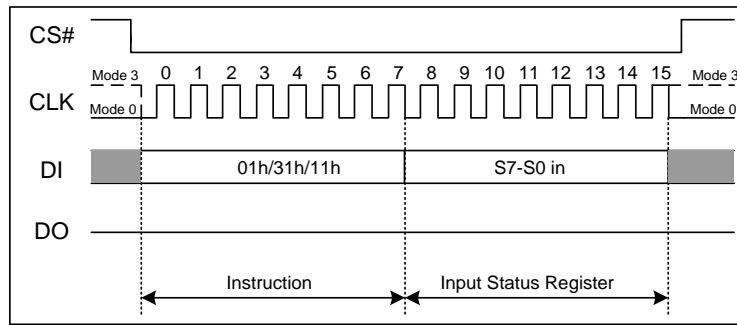 CS#
Mode 3 0 1 2 3 4 5 6 7 8 9 10 11 12 13 14 15 Mode 3
CLK
Mode 0 Mode 0
DI 01h/31h/11h S7-S0 in
DO
Instruction Input Status Register